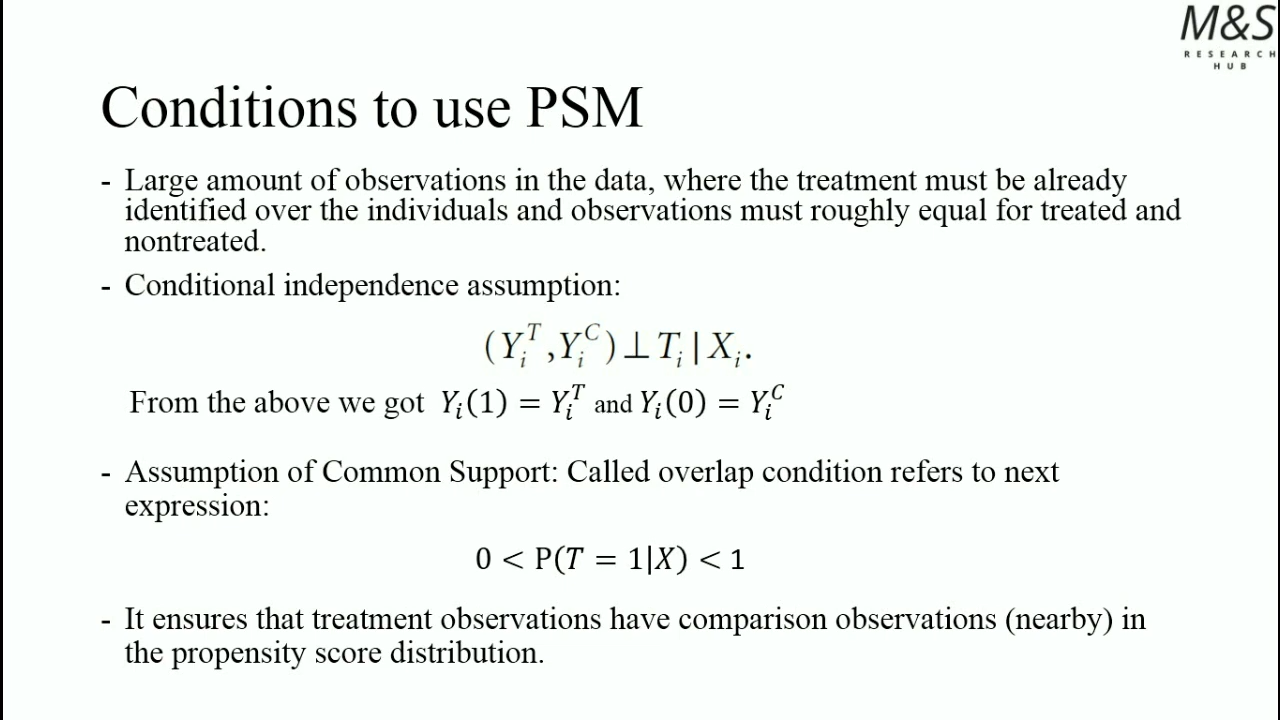 M&S
RESEARCH
HUB
Conditions to use PSM
- Large amount of observations in the data, where the treatment must be already
identified over the individuals and observations must roughly equal for treated and
nontreated.
- Conditional independence assumption:
(Y_i^T, Y_i^C) ⊥ T_i | X_i.
From the above we got Y_i(1) = Y_i^T and Y_i(0) = Y_i^C
- Assumption of Common Support: Called overlap condition refers to next
expression:
0 < P(T = 1|X) < 1
- It ensures that treatment observations have comparison observations (nearby) in
the propensity score distribution.